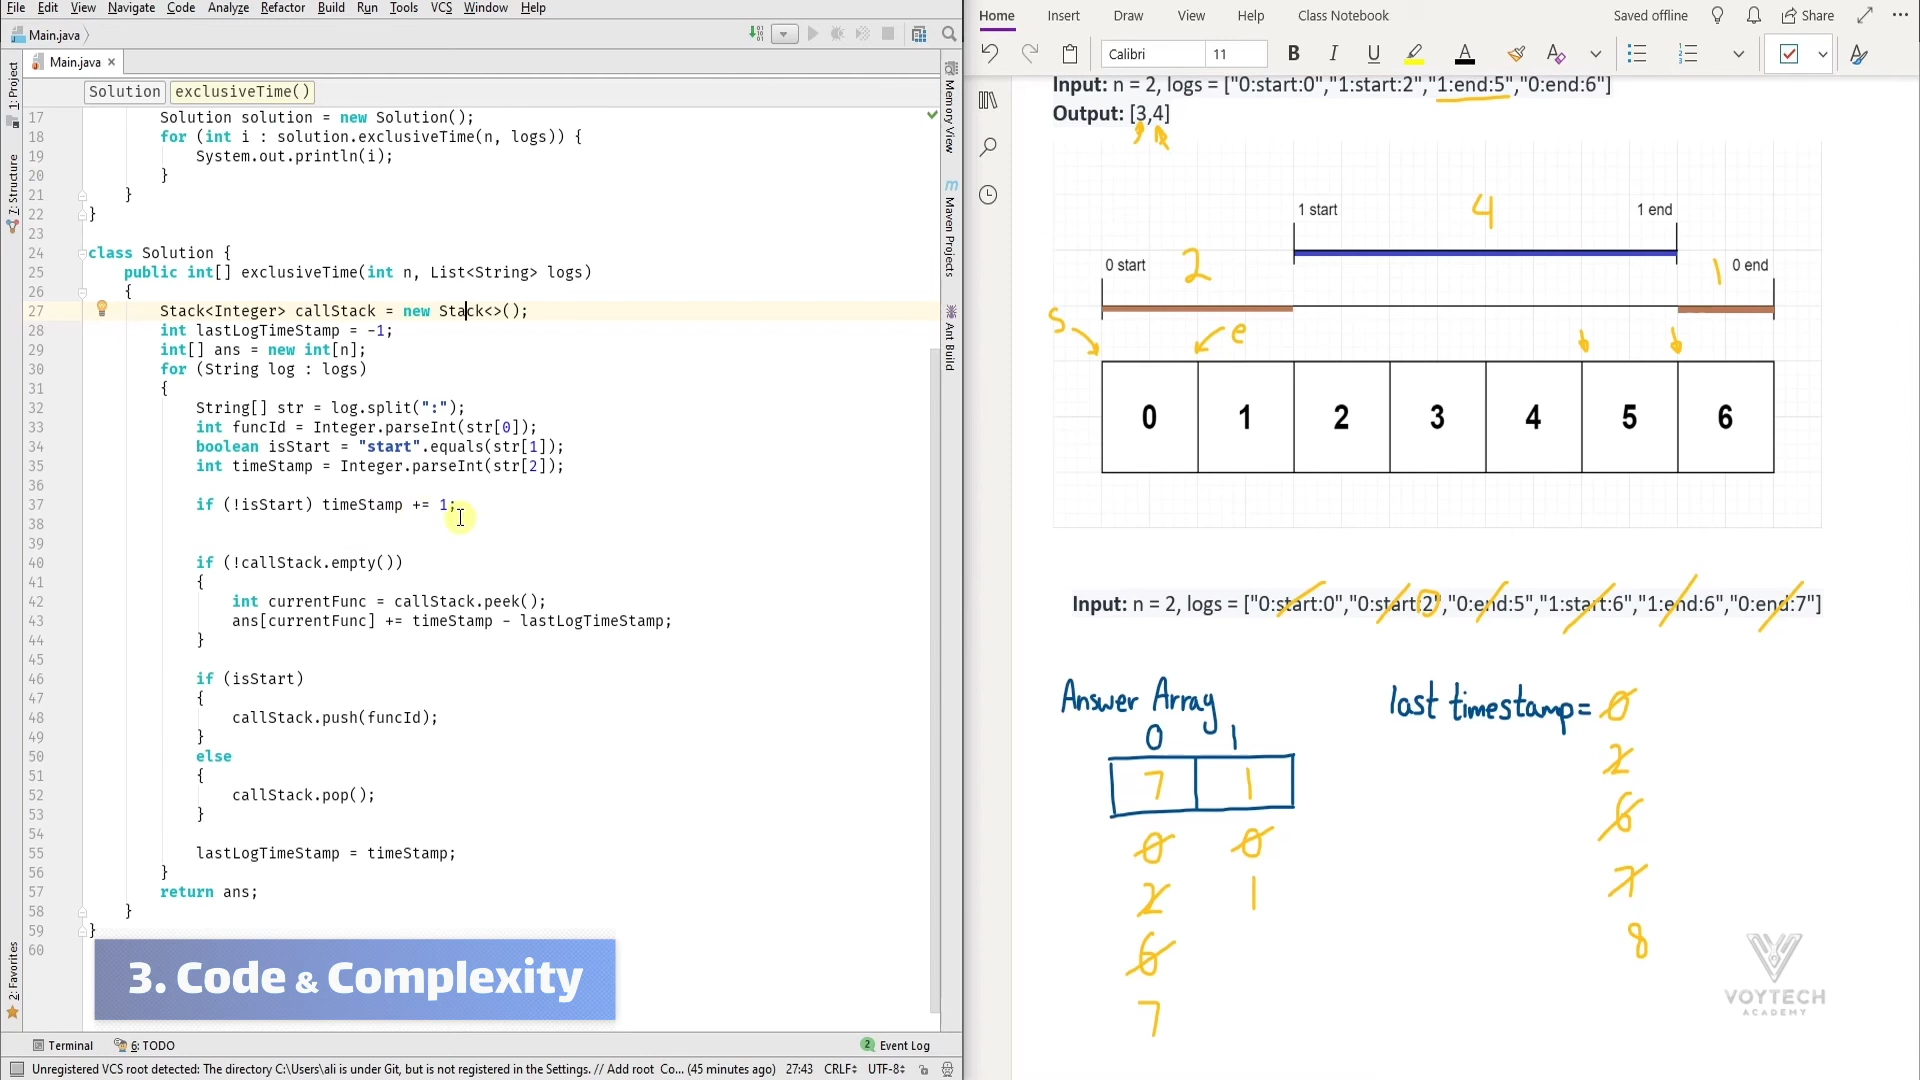 File Edit View Navigate Code Analyze Refactor Build Run Tools VCS Window Help
Main.java
Main.java ×
Solution exclusiveTime()
17 Solution solution = new Solution();
18 for (int i : solution.exclusiveTime(n, logs)) {
19 System.out.println(i);
20 }
21 }
22 }
23
24 class Solution {
25 public int[] exclusiveTime(int n, List<String> logs)
26 {
27 Stack<Integer> callStack = new Stack<>();
28 int lastLogTimeStamp = -1;
29 int[] ans = new int[n];
30 for (String log : logs)
31 {
32 String[] str = log.split(":");
33 int funcId = Integer.parseInt(str[0]);
34 boolean isStart = "start".equals(str[1]);
35 int timeStamp = Integer.parseInt(str[2]);
36
37 if (!isStart) timeStamp += 1;
38
39
40 if (!callStack.empty())
41 {
42 int currentFunc = callStack.peek();
43 ans[currentFunc] += timeStamp - lastLogTimeStamp;
44 }
45
46 if (isStart)
47 {
48 callStack.push(funcId);
49 }
50 else
51 {
52 callStack.pop();
53 }
54
55 lastLogTimeStamp = timeStamp;
56 }
57 return ans;
58 }
59 }
60
3. Code & Complexity
1: Project
7: Structure
2: Favorites
Memory View
m Maven Projects
Ant Build
Terminal 6: TODO 2 Event Log
Unregistered VCS root detected: The directory C:\Users\ali is under Git, but is not registered in the Settings. // Add root Co... (45 minutes ago) 27:43 CRLF UTF-8
Home Insert Draw View Help Class Notebook Saved offline Share
Calibri 11 B I U A
Input: n = 2, logs = ["0:start:0","1:start:2","1:end:5","0:end:6"]
Output: [3,4]
1 start 4 1 end
0 start 2 1 0 end
S e
0 1 2 3 4 5 6
Input: n = 2, logs = ["0:start:0","0:start:2","0:end:5","1:start:6","1:end:6","0:end:7"]
0
Answer Array last timestamp= 0
0 1
7 1
0 0
2 1
6
7
2
6
7
8
VOYTECH
ACADEMY